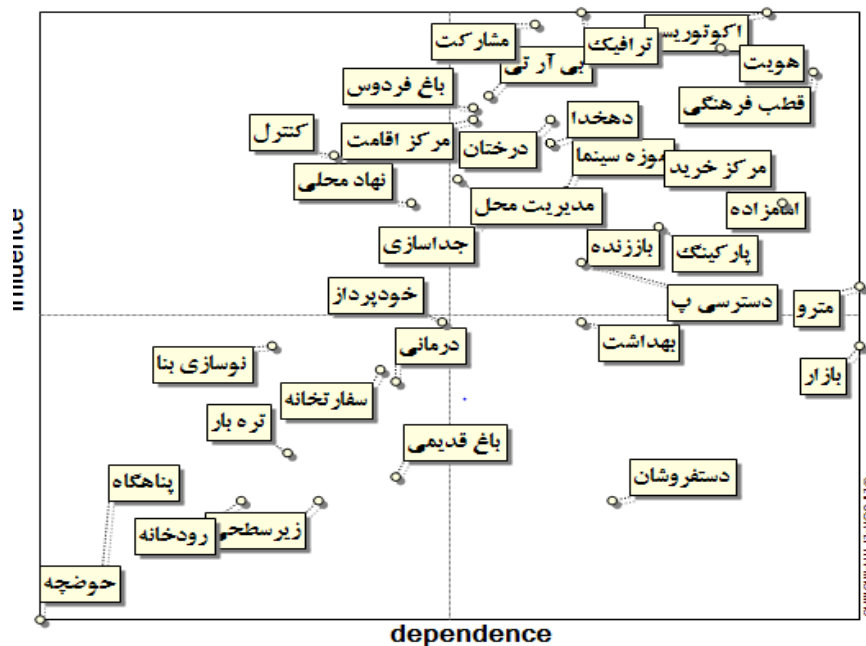 اکوتوریس
ترافیک
مشارکت
هویت
بی آر تی
باغ فردوس
قطب فرهنگی
دهخدا
کنترل
مرکز اقامت
درختان
موزه سینما
مرکز خرید
نهاد محلی
مدیریت محل
امامزاده
جداسازی
باززنده
پارکینگ
خودپرداز
دسترسی پ
مترو
درمانی
بهداشت
نوسازی بنا
بازار
سفارتخانه
تره بار
باغ قدیمی
پناهگاه
دستفروشان
زیرسطحی
رودخانه
حوضچه
dependence